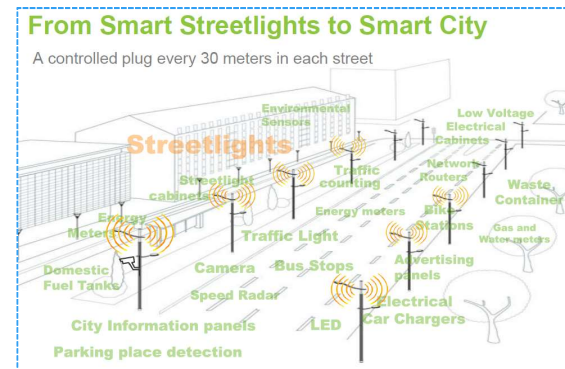 From Smart Streetlights to Smart City
A controlled plug every 30 meters in each street
Environmental
Sensors
Low Voltage
Electrical
Cabinets
Streetlights
Streetlight
cabinets
Traffic
counting
Network
Routers
Waste
Container
Energy
Meters
Energy meters
Bike
Stations
Gas and
Water meters
Traffic Light
Domestic
Fuel Tanks
Camera
Bus Stops
Advertising
panels
Speed Radar
Electrical
Car Chargers
City Information panels
LED
Parking place detection